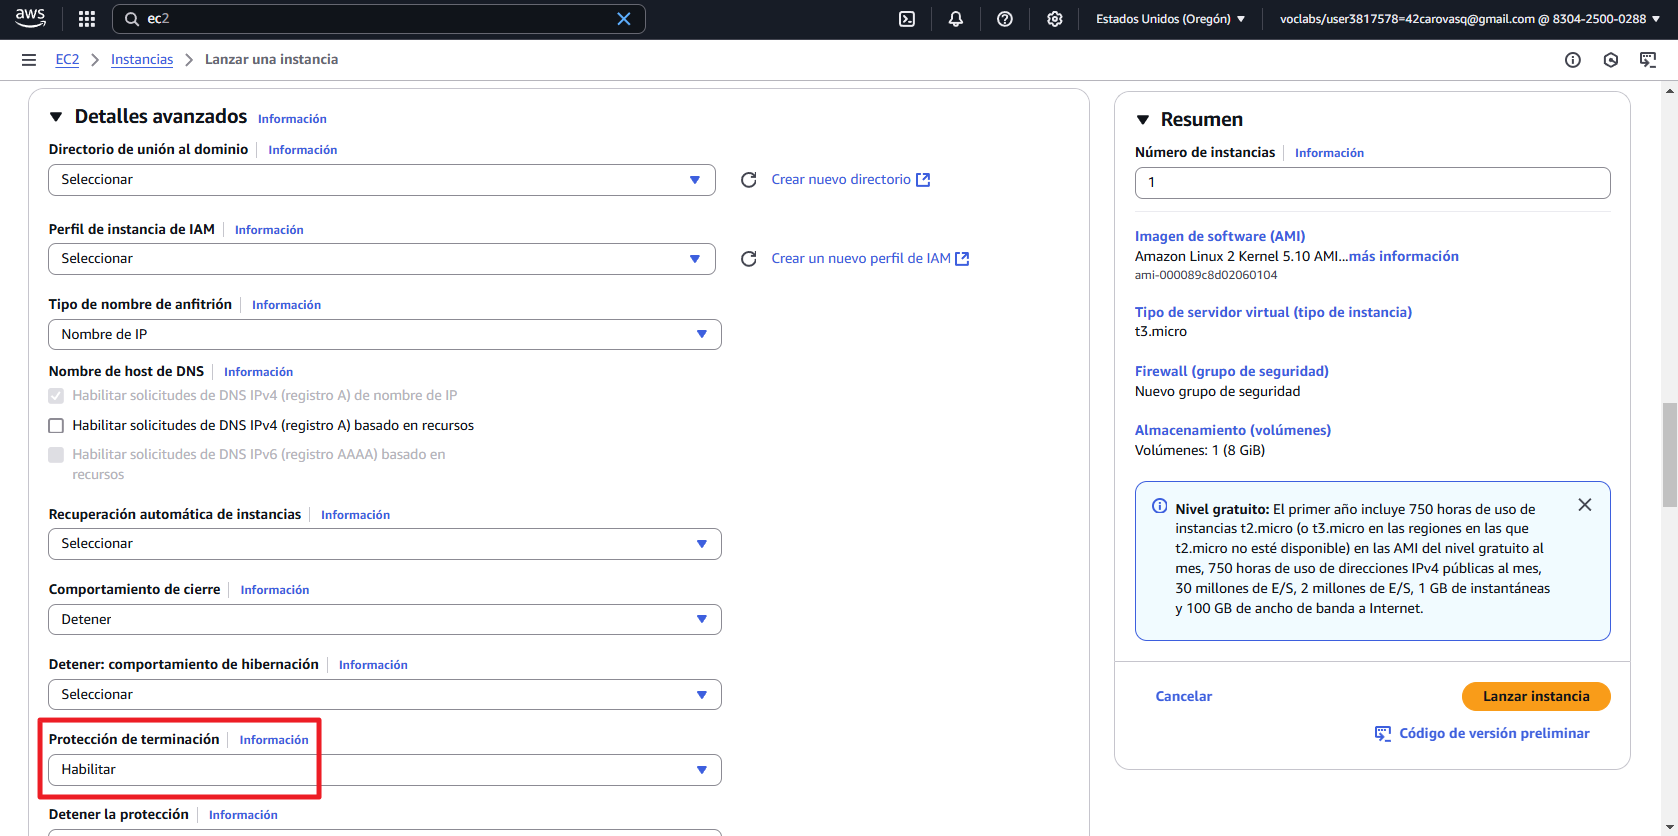 aws
ec2
Estados Unidos (Oregón)
voclabs/user3817578=42carovasq@gmail.com @ 8304-2500-0288
EC2
Instancias
Lanzar una instancia
Detalles avanzados
Información
Directorio de unión al dominio
Información
Seleccionar
Crear nuevo directorio
Perfil de instancia de IAM
Información
Seleccionar
Crear un nuevo perfil de IAM
Tipo de nombre de anfitrión
Información
Nombre de IP
Nombre de host de DNS
Información
Habilitar solicitudes de DNS IPv4 (registro A) de nombre de IP
Habilitar solicitudes de DNS IPv4 (registro A) basado en recursos
Habilitar solicitudes de DNS IPv6 (registro AAAA) basado en
recursos
Recuperación automática de instancias
Información
Seleccionar
Comportamiento de cierre
Información
Detener
Detener: comportamiento de hibernación
Información
Seleccionar
Protección de terminación
Información
Habilitar
Detener la protección
Información
Resumen
Número de instancias
Información
1
Imagen de software (AMI)
Amazon Linux 2 Kernel 5.10 AMI...más información
ami-000089c8d02060104
Tipo de servidor virtual (tipo de instancia)
t3.micro
Firewall (grupo de seguridad)
Nuevo grupo de seguridad
Almacenamiento (volúmenes)
Volúmenes: 1 (8 GiB)
Nivel gratuito: El primer año incluye 750 horas de uso de
instancias t2.micro (o t3.micro en las regiones en las que
t2.micro no esté disponible) en las AMI del nivel gratuito al
mes, 750 horas de uso de direcciones IPv4 públicas al mes,
30 millones de E/S, 2 millones de E/S, 1 GB de instantáneas
y 100 GB de ancho de banda a Internet.
Cancelar
Lanzar instancia
Código de versión preliminar